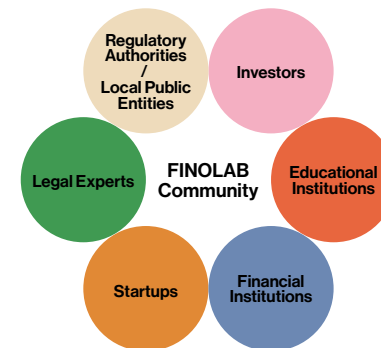 Regulatory
Authorities
/
Local Public
Entities
Investors
Legal Experts
FINOLAB
Community
Educational
Institutions
Startups
Financial
Institutions